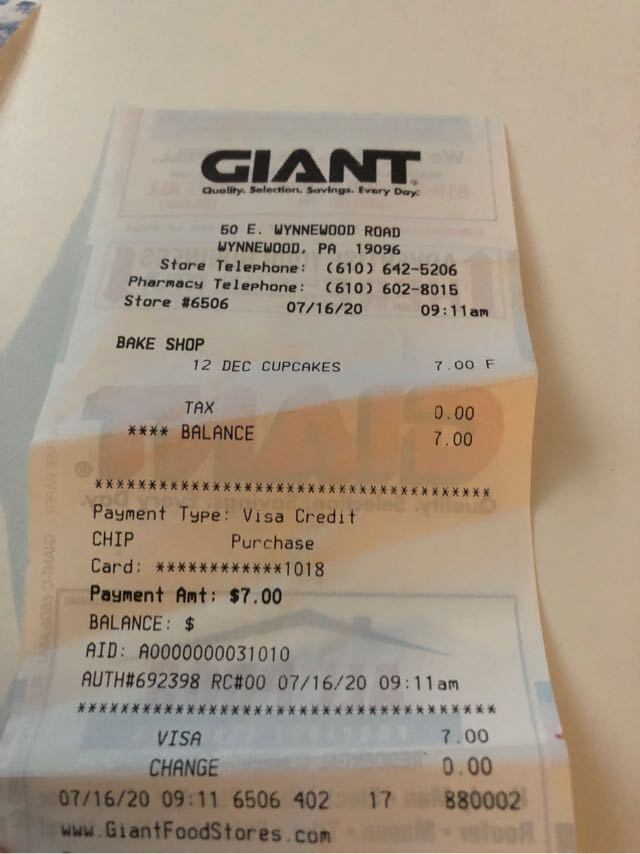 GIANT
Quality. Selection. Savings. Every Day.
50 E. WYNNEWOOD ROAD
WYNNEWOOD, PA 19096
Store Telephone: (610) 642-5206
Pharmacy Telephone: (610) 602-8015
Store #6506 07/16/20 09:11am
BAKE SHOP
12 DEC CUPCAKES 7.00 F
TAX 0.00
**** BALANCE 7.00
****************************************
Payment Type: Visa Credit
CHIP Purchase
Card: ************1018
Payment Amt: $7.00
BALANCE: $
AID: A0000000031010
AUTH#692398 RC#00 07/16/20 09:11am
****************************************
VISA 7.00
CHANGE 0.00
07/16/20 09:11 6506 402 17 880002
www.GiantFoodStores.com